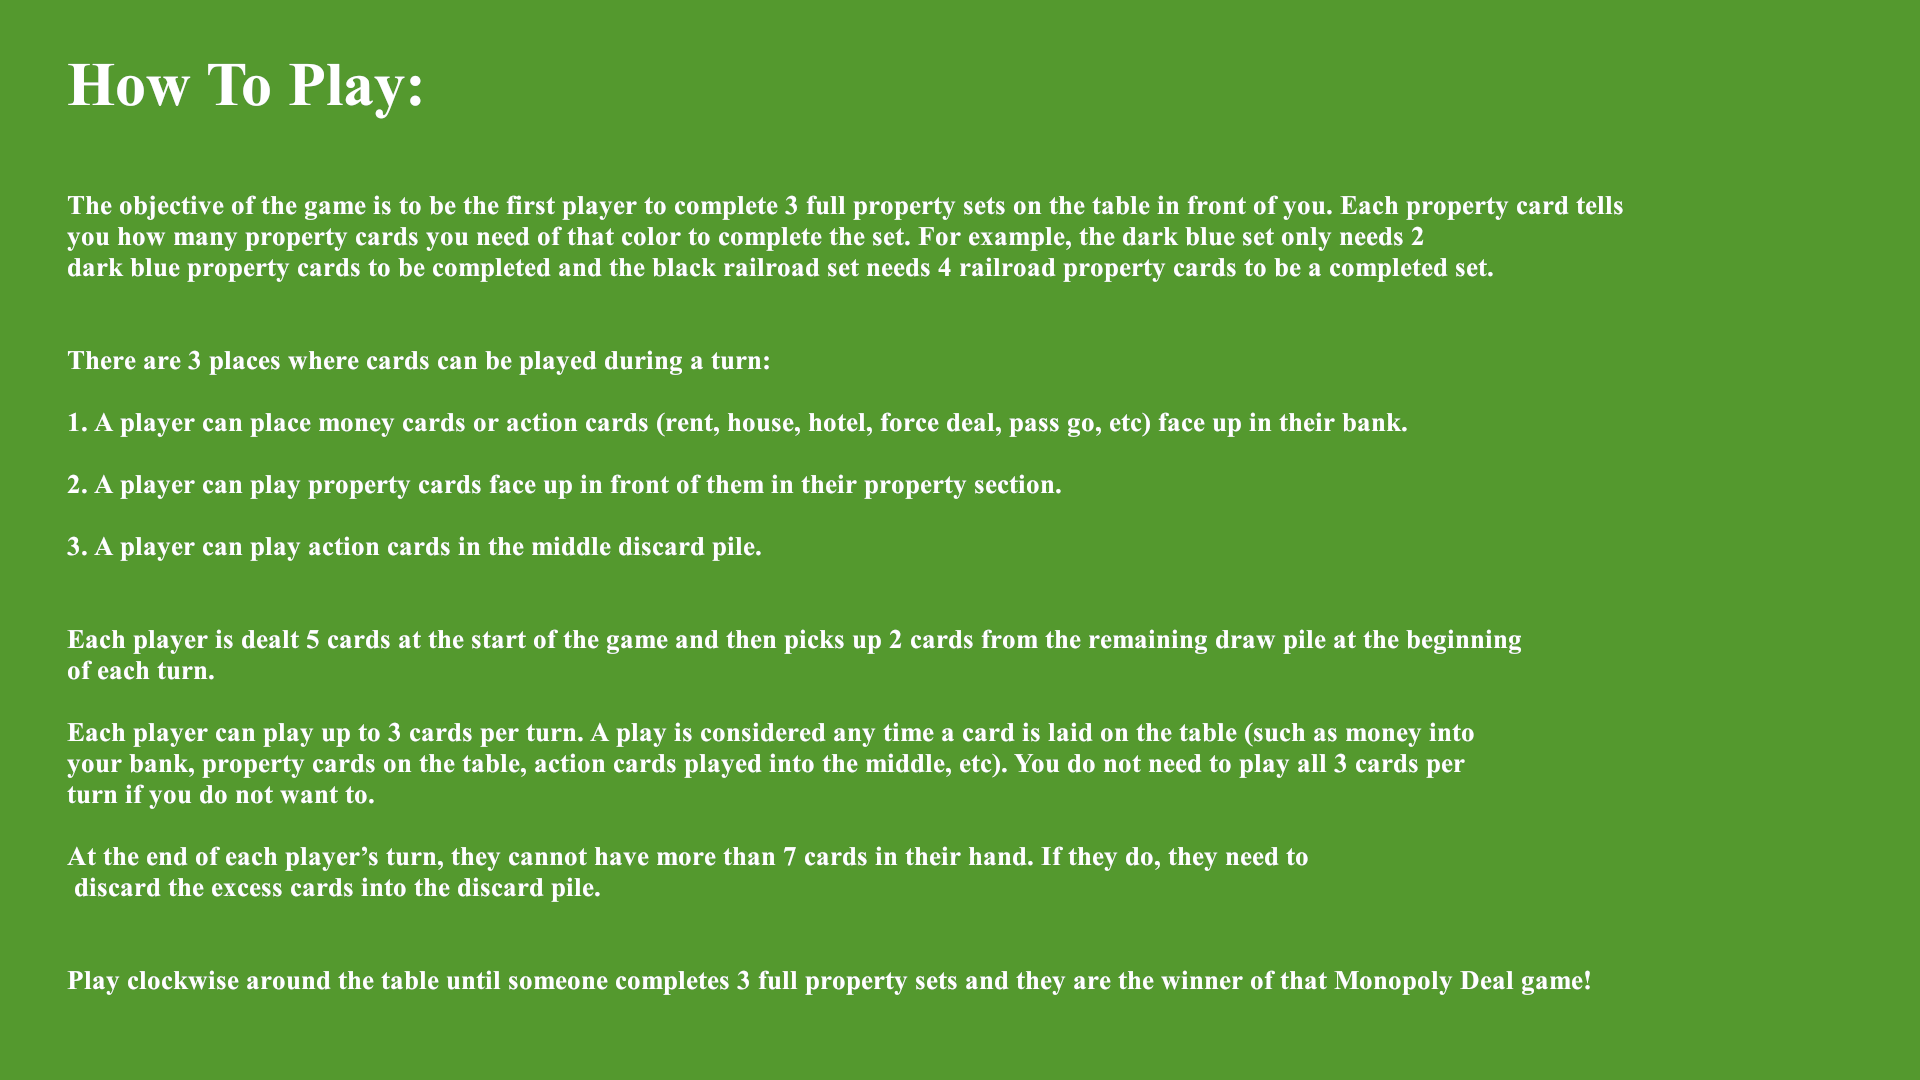 How To Play:
The objective of the game is to be the first player to complete 3 full property sets on the table in front of you. Each property card tells
you how many property cards you need of that color to complete the set. For example, the dark blue set only needs 2
dark blue property cards to be completed and the black railroad set needs 4 railroad property cards to be a completed set.
There are 3 places where cards can be played during a turn:
1. A player can place money cards or action cards (rent, house, hotel, force deal, pass go, etc) face up in their bank.
2. A player can play property cards face up in front of them in their property section.
3. A player can play action cards in the middle discard pile.
Each player is dealt 5 cards at the start of the game and then picks up 2 cards from the remaining draw pile at the beginning
of each turn.
Each player can play up to 3 cards per turn. A play is considered any time a card is laid on the table (such as money into
your bank, property cards on the table, action cards played into the middle, etc). You do not need to play all 3 cards per
turn if you do not want to.
At the end of each player’s turn, they cannot have more than 7 cards in their hand. If they do, they need to
discard the excess cards into the discard pile.
Play clockwise around the table until someone completes 3 full property sets and they are the winner of that Monopoly Deal game!